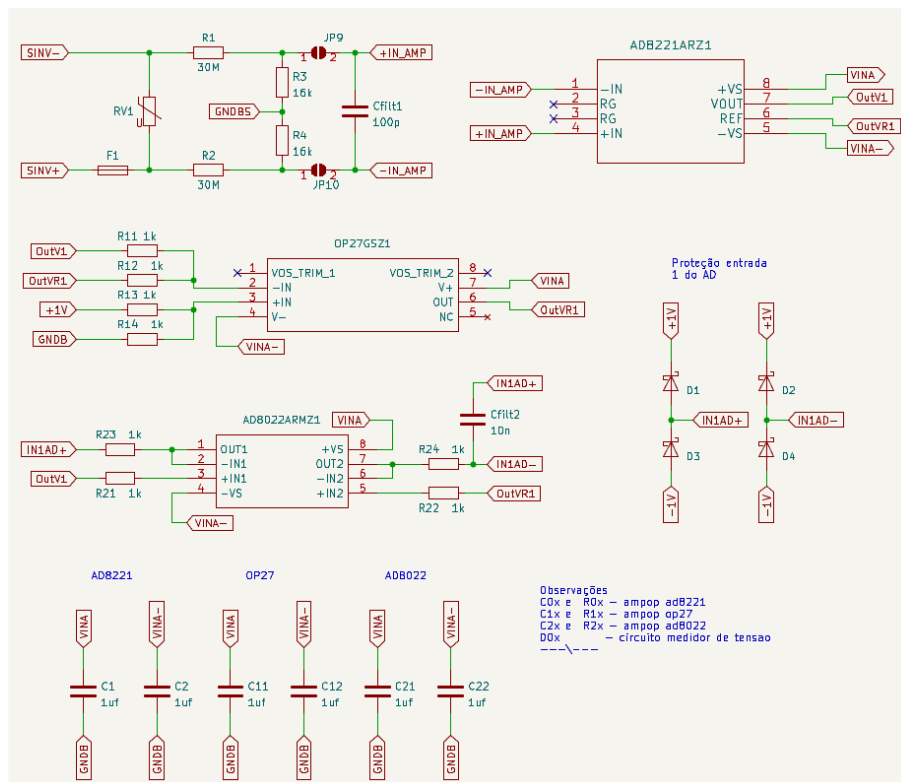 SINV-
R1
30M
JP9
1 2
+IN_AMP
R3
16k
RV1
U
GNDBS
Cfilt1
100p
R4
16k
SINV+
F1
R2
30M
1 2
JP10
-IN_AMP
AD8221ARZ1
-IN_AMP
1 -IN
2 RG
3 RG
+IN_AMP
4 +IN
+VS 8
VINA
VOUT 7
OutV1
REF 6
OutVR1
-VS 5
VINA-
OP27GSZ1
OutV1
R11 1k
OutVR1
R12 1k
+1V
R13 1k
GNDB
R14 1k
1 VOS_TRIM_1
2 -IN
3 +IN
4 V-
VINA-
VOS_TRIM_2 8
V+ 7
VINA
OUT 6
OutVR1
NC 5
Proteção entrada
1 do AD
+1V
+1V
D1
D2
IN1AD+
IN1AD-
D3
D4
-1V
-1V
AD8022ARMZ1
IN1AD+
R23 1k
OutV1
R21 1k
1 OUT1
2 -IN1
3 +IN1
4 -VS
VINA-
VINA
+VS 8
OUT2 7
-IN2 6
+IN2 5
IN1AD+
Cfilt2
10n
R24 1k
IN1AD-
R22 1k
OutVR1
AD8221
OP27
AD8022
VINA
VINA-
VINA
VINA-
VINA
VINA-
C1
1uf
C2
1uf
C11
1uf
C12
1uf
C21
1uf
C22
1uf
GNDB
GNDB
GNDB
GNDB
GNDB
GNDB
Observações
C0x e R0x - ampop ad8221
C1x e R1x - ampop op27
C2x e R2x - ampop ad8022
D0x - circuito medidor de tensao
---\---